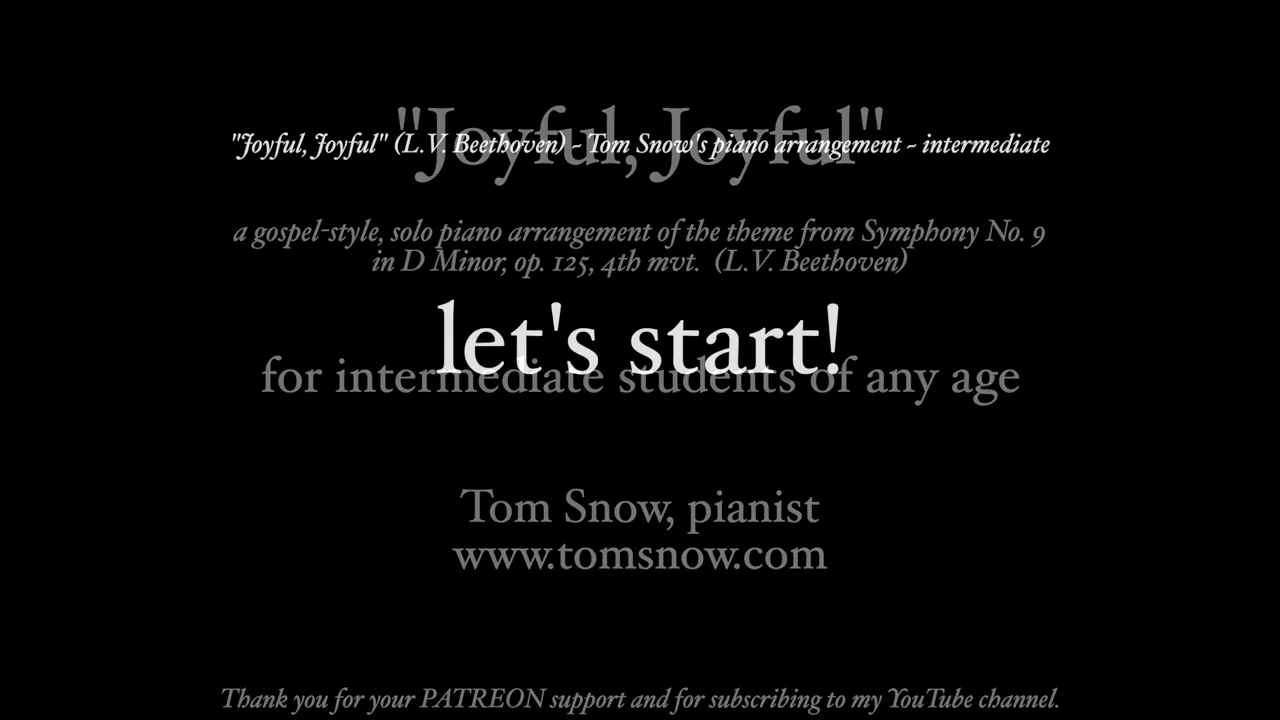 "Joyful, Joyful"
"Joyful, Joyful" (L.V. Beethoven) ~ Tom Snow's piano arrangement ~ intermediate
a gospel-style, solo piano arrangement of the theme from Symphony No. 9
in D Minor, op. 125, 4th mvt. (L.V. Beethoven)
let's start!
for intermediate students of any age
Tom Snow, pianist
www.tomsnow.com
Thank you for your PATREON support and for subscribing to my YouTube channel.